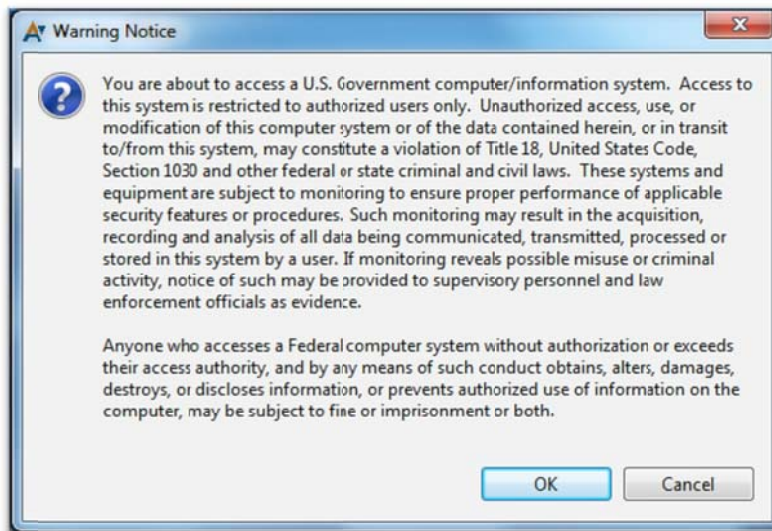 Warning Notice
You are about to access a U.S. Government computer/information system. Access to
this system is restricted to authorized users only. Unauthorized access, use, or
modification of this computer system or of the data contained herein, or in transit
to/from this system, may constitute a violation of Title 18, United States Code,
Section 1030 and other federal or state criminal and civil laws. These systems and
equipment are subject to monitoring to ensure proper performance of applicable
security features or procedures. Such monitoring may result in the acquisition,
recording and analysis of all data being communicated, transmitted, processed or
stored in this system by a user. If monitoring reveals possible misuse or criminal
activity, notice of such may be provided to supervisory personnel and law
enforcement officials as evidence.
Anyone who accesses a Federal computer system without authorization or exceeds
their access authority, and by any means of such conduct obtains, alters, damages,
destroys, or discloses information, or prevents authorized use of information on the
computer, may be subject to fine or imprisonment or both.
OK Cancel